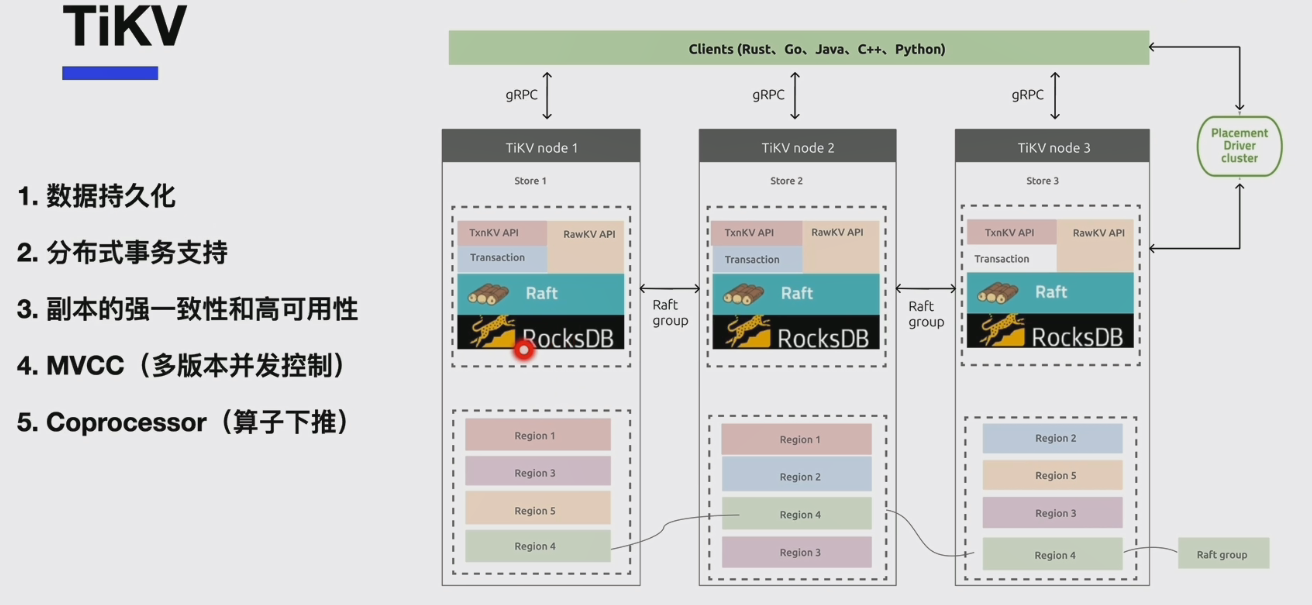 TiKV
1. 数据持久化
2. 分布式事务支持
3. 副本的强一致性和高可用性
4. MVCC（多版本并发控制）
5. Coprocessor（算子下推）
Clients (Rust、Go、Java、C++、Python)
gRPC
gRPC
gRPC
Placement
Driver
cluster
TiKV node 1
Store 1
TxnKV API
RawKV API
Transaction
Raft
RocksDB
Region 1
Region 3
Region 5
Region 4
Raft
group
TiKV node 2
Store 2
TxnKV API
RawKV API
Transaction
Raft
RocksDB
Region 1
Region 2
Region 4
Region 3
Raft
group
TiKV node 3
Store 3
TxnKV API
RawKV API
Transaction
Raft
RocksDB
Region 2
Region 5
Region 3
Region 4
Raft group